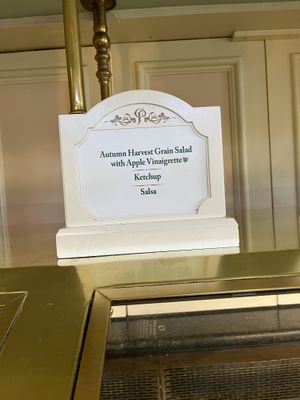 Autumn Harvest Grain Salad
with Apple Vinaigrette
Ketchup
Salsa